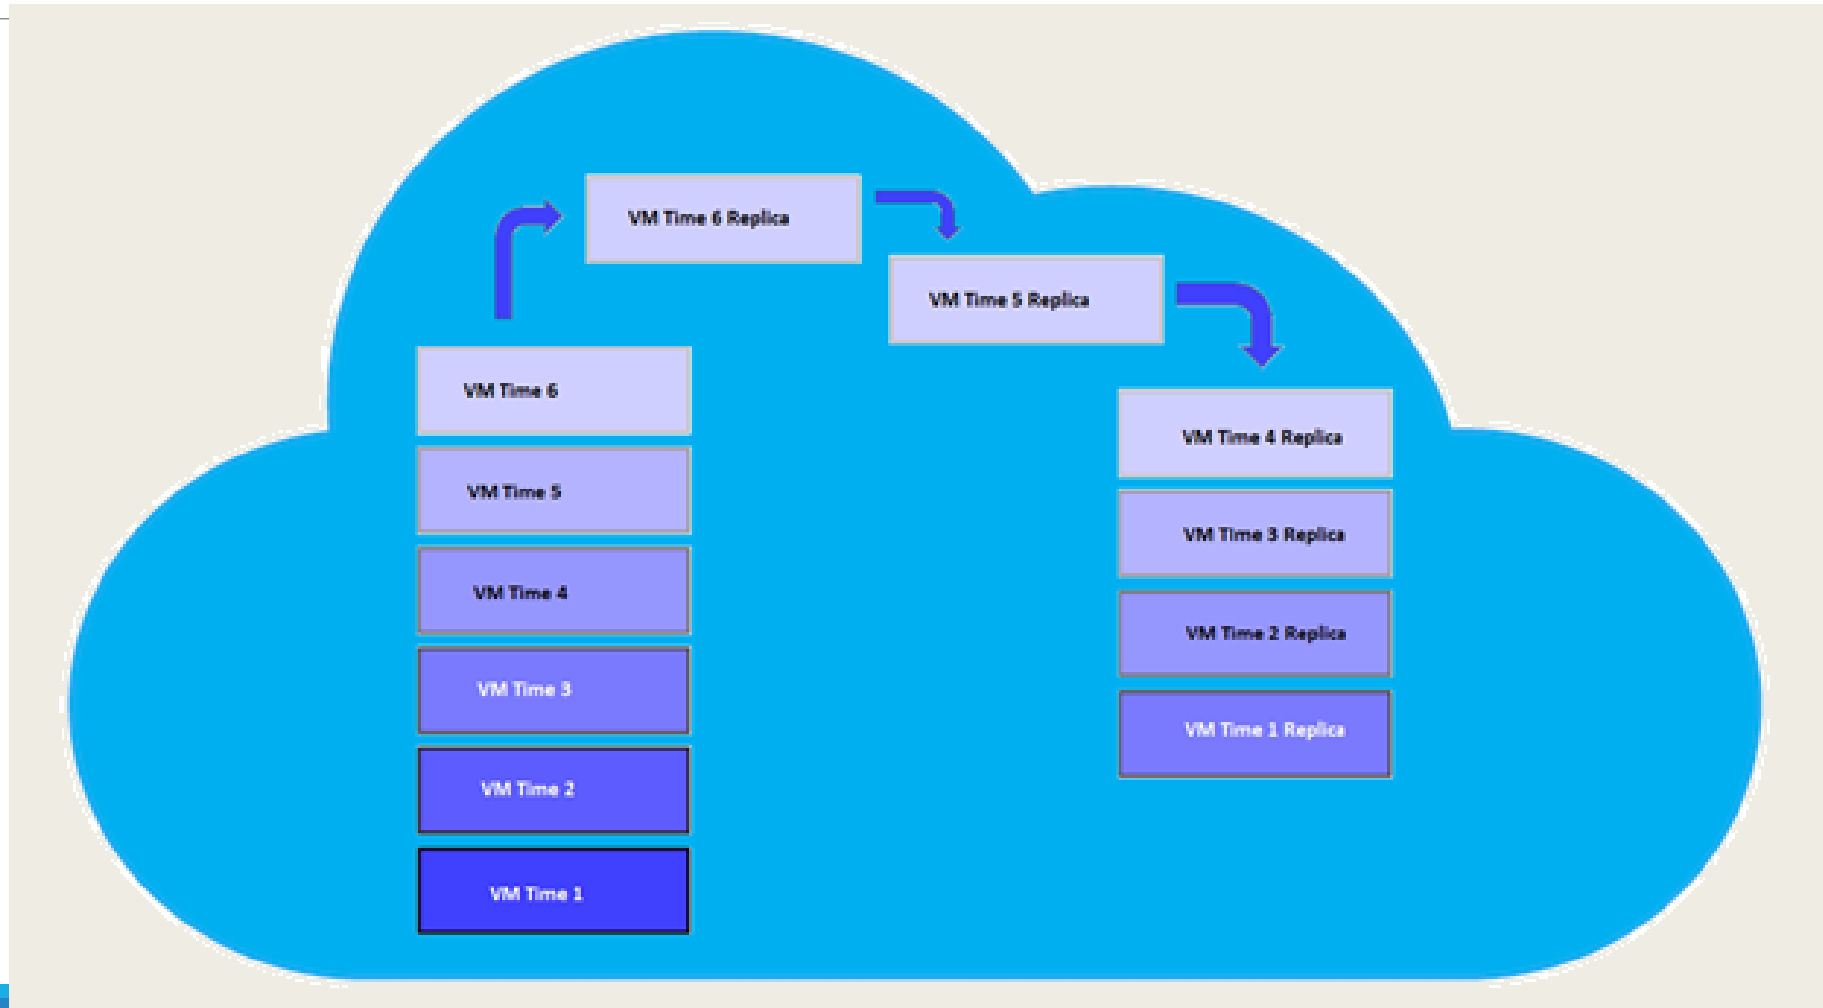 VM Time 6 Replica
VM Time 5 Replica
VM Time 6
VM Time 5
VM Time 4
VM Time 3
VM Time 2
VM Time 1
VM Time 4 Replica
VM Time 3 Replica
VM Time 2 Replica
VM Time 1 Replica